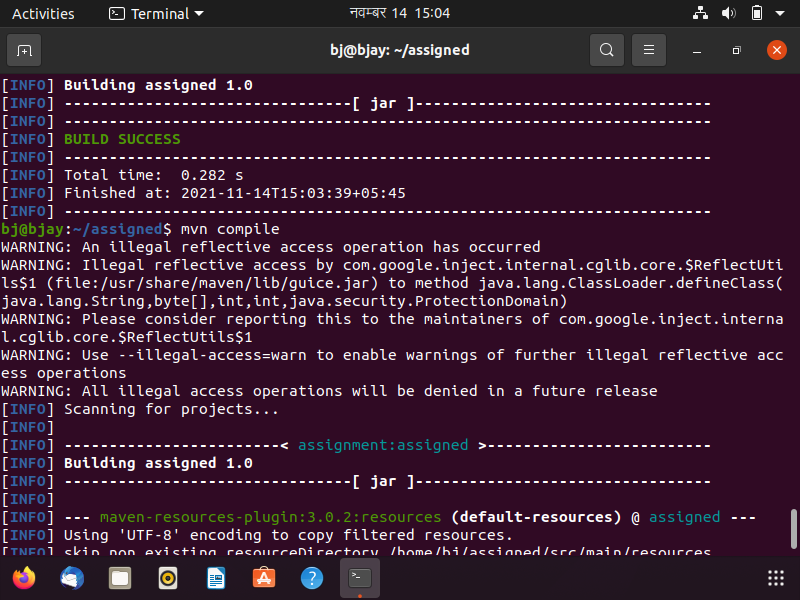 Activities Terminal नवम्बर 14 15:04
bj@bjay: ~/assigned
[INFO] Building assigned 1.0
[INFO] --------------------------------[ jar ]---------------------------------
[INFO] ------------------------------------------------------------------------
[INFO] BUILD SUCCESS
[INFO] ------------------------------------------------------------------------
[INFO] Total time:  0.282 s
[INFO] Finished at: 2021-11-14T15:03:39+05:45
[INFO] ------------------------------------------------------------------------
bj@bjay:~/assigned$ mvn compile
WARNING: An illegal reflective access operation has occurred
WARNING: Illegal reflective access by com.google.inject.internal.cglib.core.$ReflectUti
ls$1 (file:/usr/share/maven/lib/guice.jar) to method java.lang.ClassLoader.defineClass(
java.lang.String,byte[],int,int,java.security.ProtectionDomain)
WARNING: Please consider reporting this to the maintainers of com.google.inject.interna
l.cglib.core.$ReflectUtils$1
WARNING: Use --illegal-access=warn to enable warnings of further illegal reflective acc
ess operations
WARNING: All illegal access operations will be denied in a future release
[INFO] Scanning for projects...
[INFO]
[INFO] ------------------------< assignment:assigned >-------------------------
[INFO] Building assigned 1.0
[INFO] --------------------------------[ jar ]---------------------------------
[INFO]
[INFO] --- maven-resources-plugin:3.0.2:resources (default-resources) @ assigned ---
[INFO] Using 'UTF-8' encoding to copy filtered resources.
[INFO] skip non existing resourceDirectory /home/bj/assigned/src/main/resources